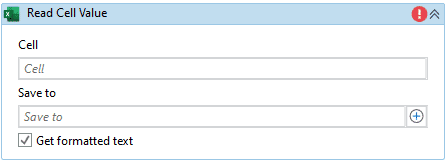 Read Cell Value
Cell
Cell
Save to
Save to
Get formatted text